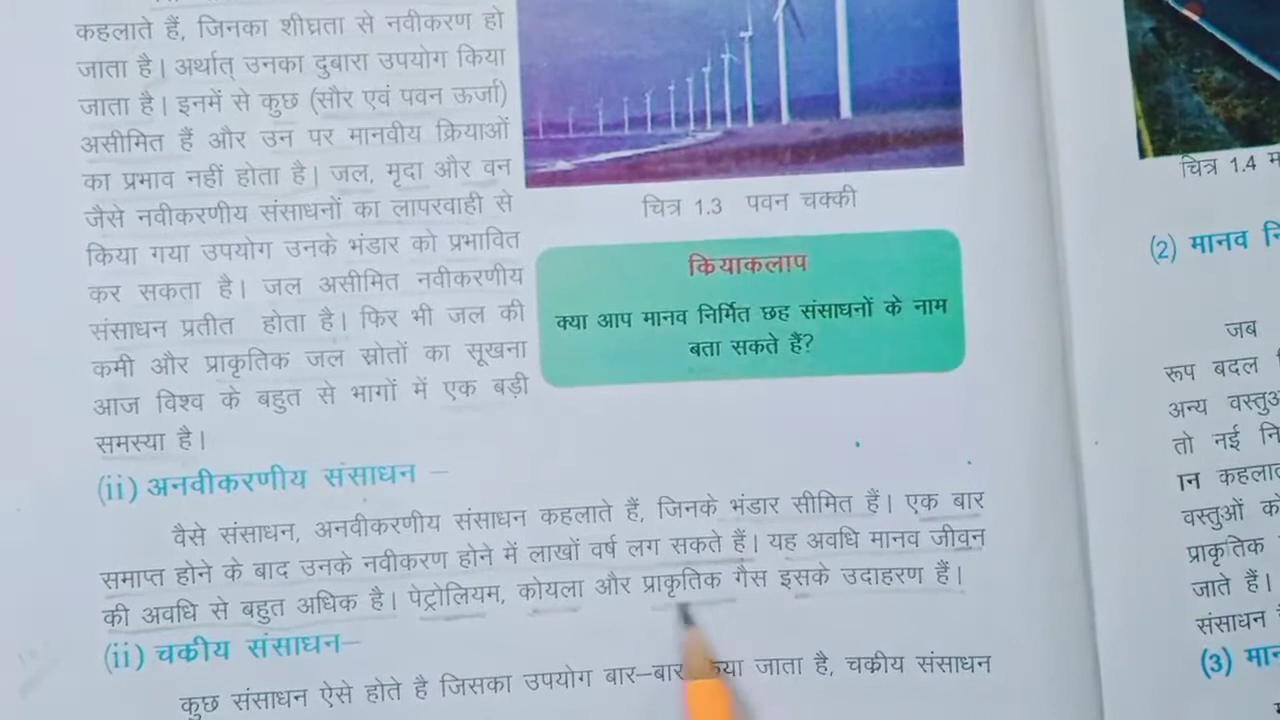 कहलाते हैं, जिनका शीघ्रता से नवीकरण हो
जाता है। अर्थात् उनका दुबारा उपयोग किया
जाता है। इनमें से कुछ (सौर एवं पवन ऊर्जा)
असीमित हैं और उन पर मानवीय क्रियाओं
का प्रभाव नहीं होता है। जल, मृदा और वन
जैसे नवीकरणीय संसाधनों का लापरवाही से
किया गया उपयोग उनके भंडार को प्रभावित
कर सकता है। जल असीमित नवीकरणीय
संसाधन प्रतीत होता है। फिर भी जल की
कमी और प्राकृतिक जल स्रोतों का सूखना
आज विश्व के बहुत से भागों में एक बड़ी
समस्या है।
चित्र 1.3 पवन चक्की
कियाकलाप
क्या आप मानव निर्मित छह संसाधनों के नाम
बता सकते हैं?
(ii) अनवीकरणीय संसाधन –
वैसे संसाधन, अनवीकरणीय संसाधन कहलाते हैं, जिनके भंडार सीमित हैं। एक बार
समाप्त होने के बाद उनके नवीकरण होने में लाखों वर्ष लग सकते हैं। यह अवधि मानव जीवन
की अवधि से बहुत अधिक है। पेट्रोलियम, कोयला और प्राकृतिक गैस इसके उदाहरण हैं।
(ii) चकीय संसाधन–
कुछ संसाधन ऐसे होते है जिसका उपयोग बार–बार जाता है, चक्रीय संसाधन
चित्र 1.4
(2) मानव
जब
रूप बदल
अन्य
तो नई
कहलात
वस्तुओं
प्राकृतिक
जाते हैं।
संसाधन
(3)